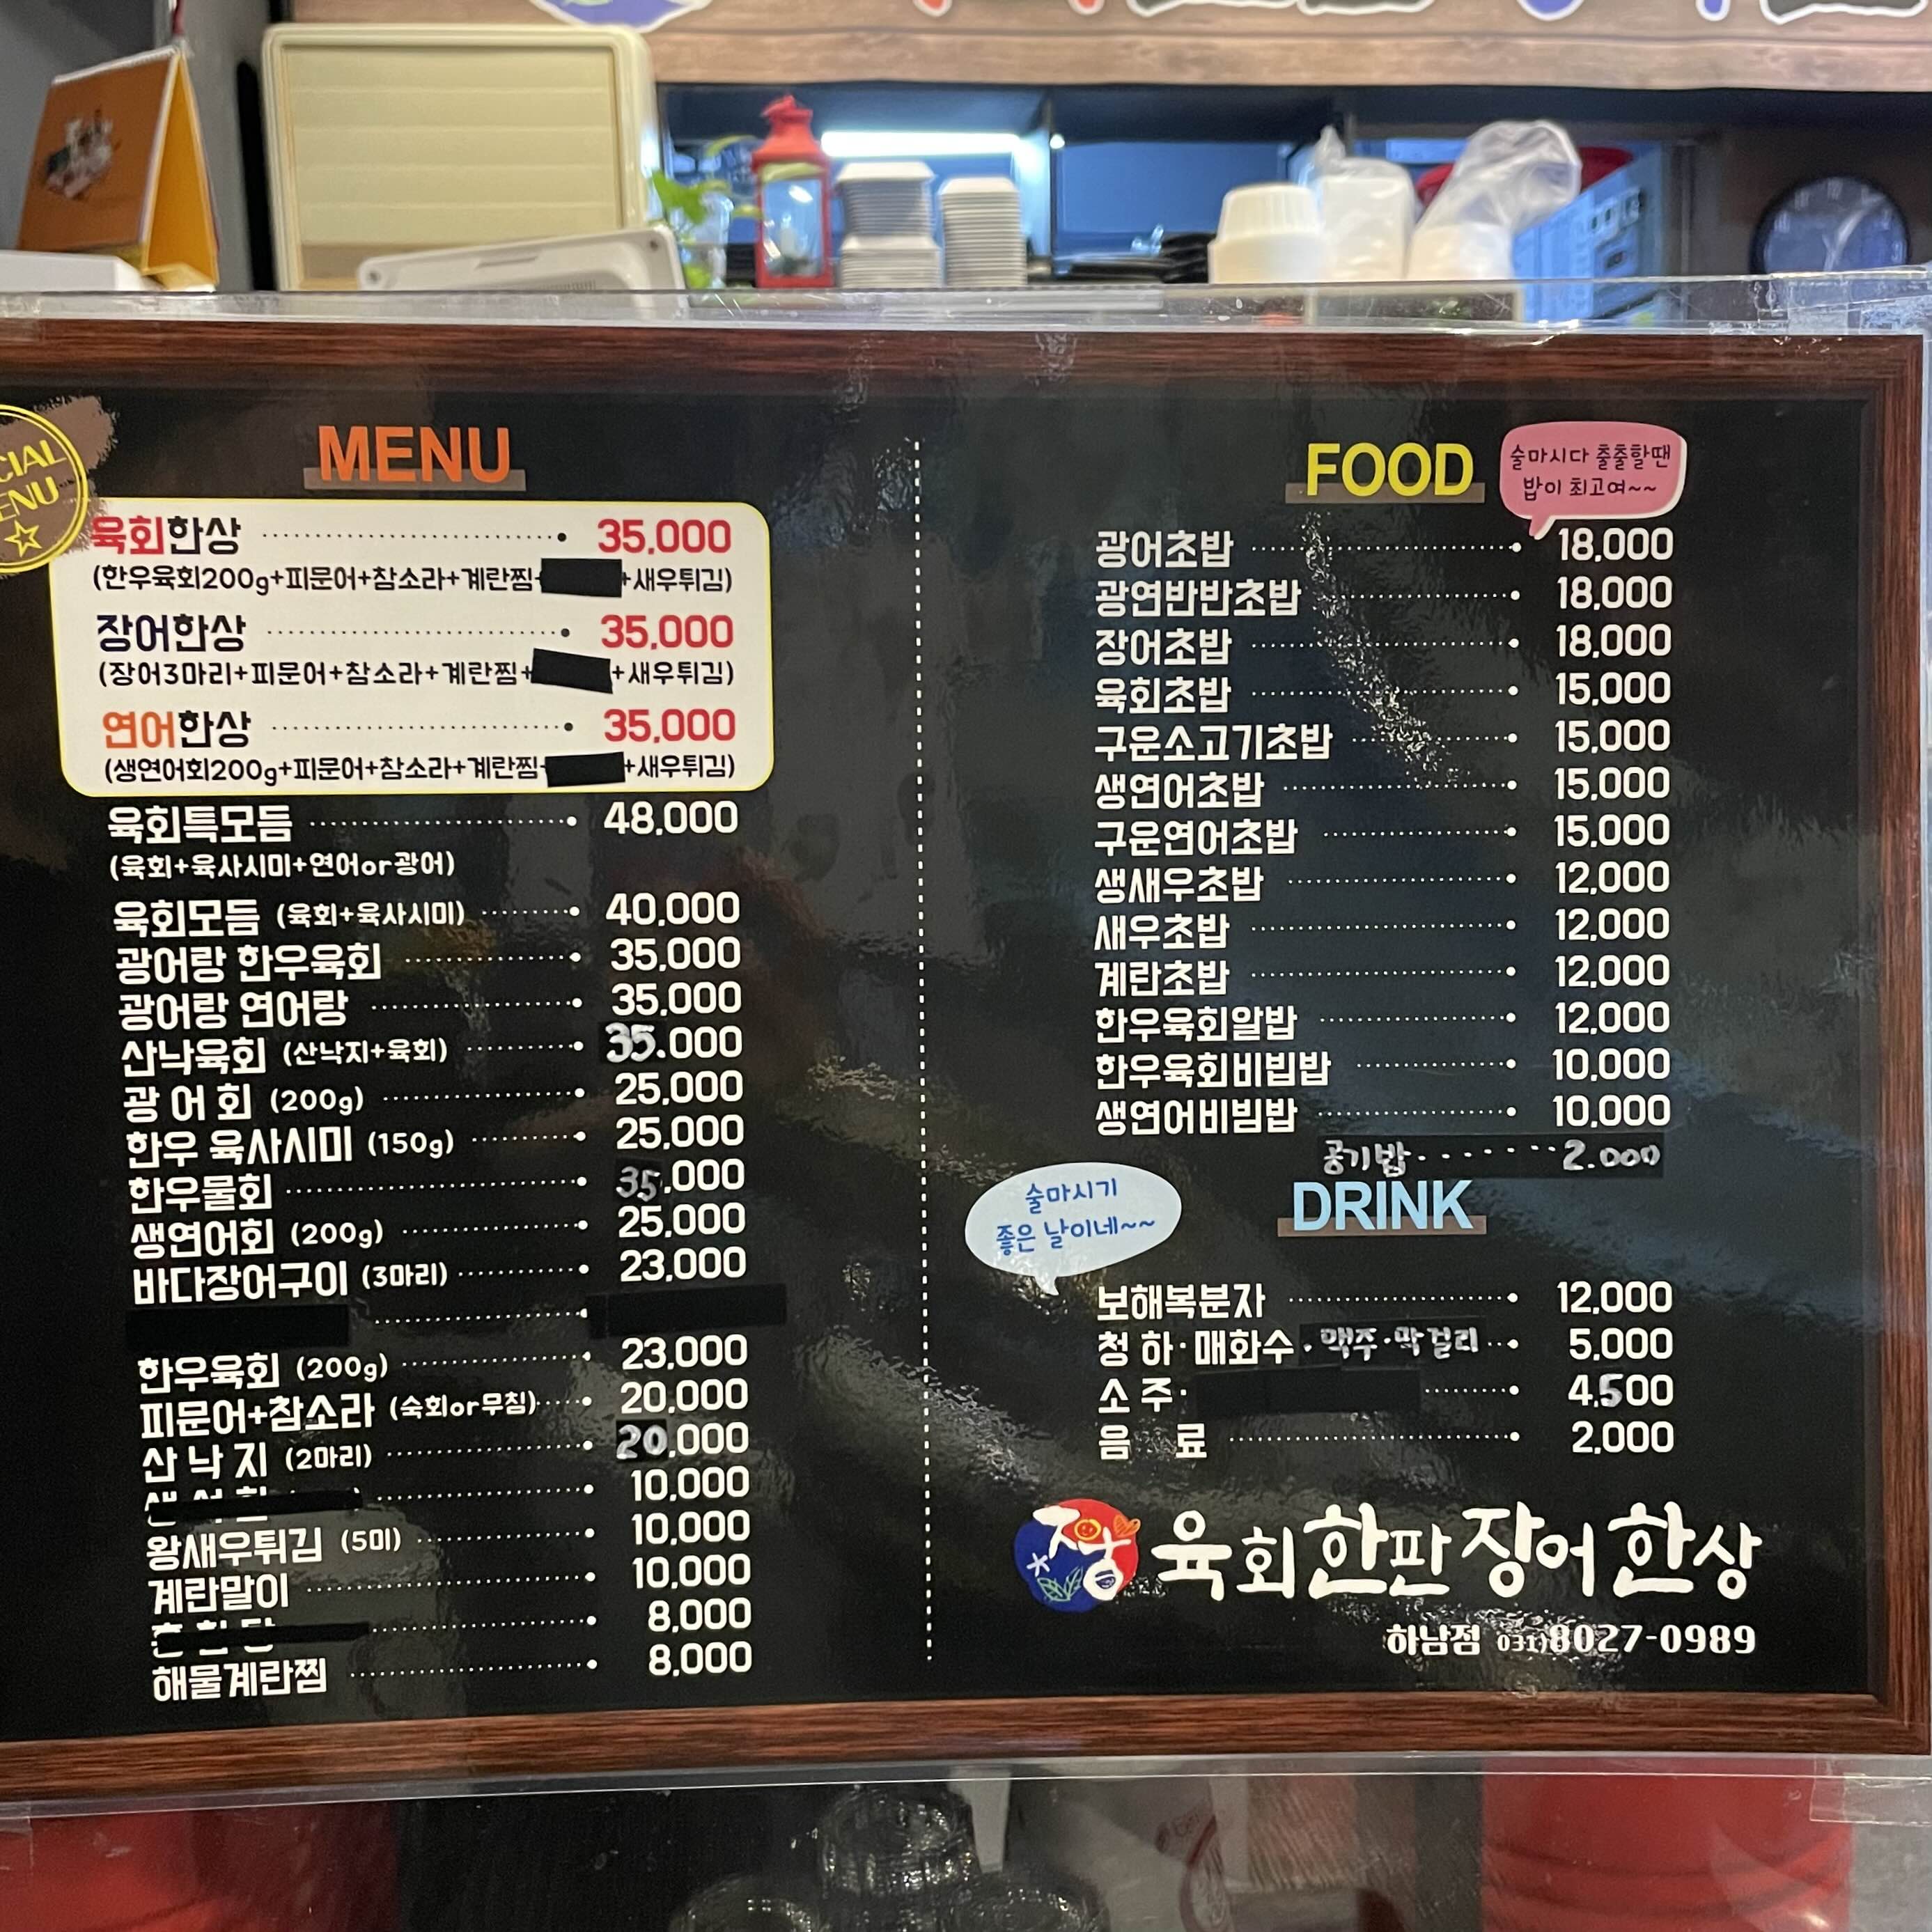 CIAL
ENU
MENU
육회한상 35,000
(한우육회200g+피문어+참소라+계란찜+ +새우튀김)
장어한상 35,000
(장어3마리+피문어+참소라+계란찜+ +새우튀김)
연어한상 35,000
(생연어회200g+피문어+참소라+계란찜+ +새우튀김)
육회특모듬 48,000
(육회+육사시미+연어or광어)
육회모듬 (육회+육사시미) 40,000
광어랑 한우육회 35,000
광어랑 연어랑 35,000
산낙육회 (산낙지+육회) 35.000
광 어 회 (200g) 25,000
한우 육사시미 (150g) 25,000
한우물회 35,000
생연어회 (200g) 25,000
바다장어구이 (3마리) 23,000
한우육회 (200g) 23,000
피문어+참소라 (숙회or무침) 20,000
산 낙 지 (2마리) 20,000
10,000
왕새우튀김 (5미) 10,000
계란말이 10,000
8,000
해물계란찜 8,000
FOOD
술마시다 출출할땐
밥이 최고여~~
광어초밥 18,000
광연반반초밥 18,000
장어초밥 18,000
육회초밥 15,000
구운소고기초밥 15,000
생연어초밥 15,000
구운연어초밥 15,000
생새우초밥 12,000
새우초밥 12,000
계란초밥 12,000
한우육회알밥 12,000
한우육회비빔밥 10,000
생연어비빔밥 10,000
공기밥 2.000
술마시기
좋은 날이네~~
DRINK
보해복분자 12,000
청 하·매화수·맥주·막걸리 5,000
소 주· 4,500
음 료 2,000
장 육회한판 장어한상
하남점 031)8027-0989